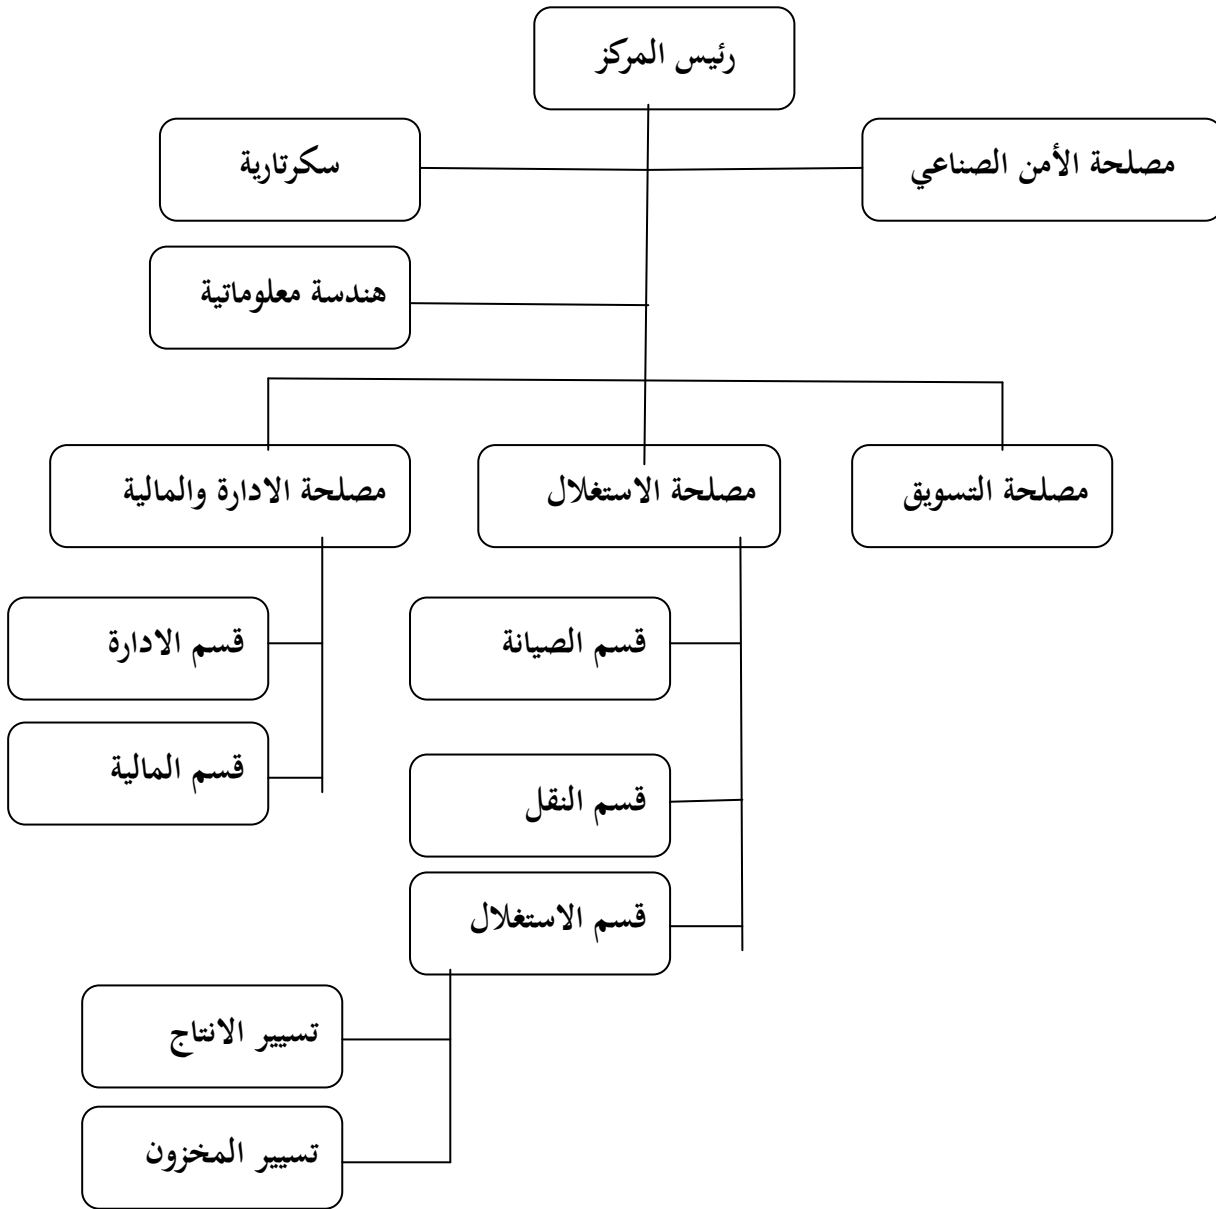 رئيس المركز
مصلحة الأمن الصناعي
سكرتارية
هندسة معلوماتية
مصلحة التسويق
مصلحة الاستغلال
مصلحة الادارة والمالية
قسم الصيانة
قسم الادارة
قسم النقل
قسم المالية
قسم الاستغلال
تسيير الانتاج
تسيير المخزون